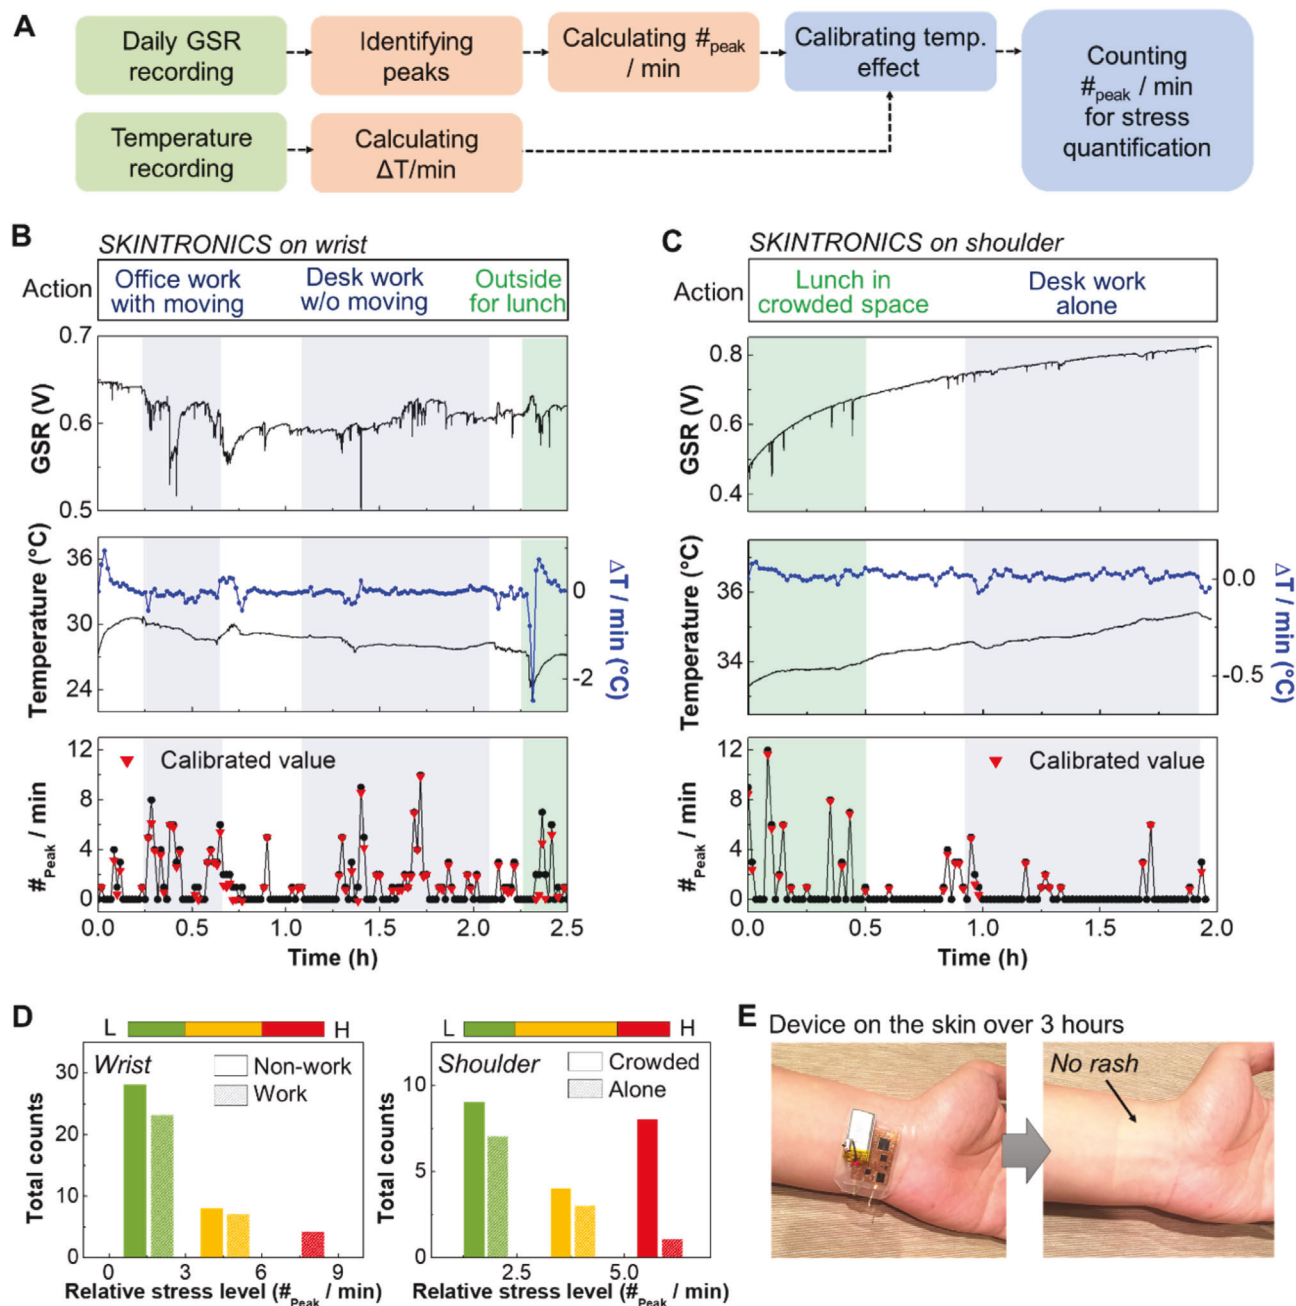 A
Daily GSR
recording
Identifying
peaks
Calculating #peak
/ min
Calibrating temp.
effect
Counting
#peak / min
for stress
quantification
Temperature
recording
Calculating
ΔT/min
B
SKINTRONICS on wrist
Action
Office work
with moving
Desk work
w/o moving
Outside
for lunch
0.7
0.6
0.5
GSR (V)
36
30
24
Temperature (°C)
0
-2
ΔT / min (°C)
12
8
4
0
#Peak / min
Calibrated value
0.0 0.5 1.0 1.5 2.0 2.5
Time (h)
C
SKINTRONICS on shoulder
Action
Lunch in
crowded space
Desk work
alone
0.8
0.6
0.4
GSR (V)
36
34
Temperature (°C)
0.0
-0.5
ΔT / min (°C)
12
8
4
0
#Peak / min
Calibrated value
0.0 0.5 1.0 1.5 2.0
Time (h)
D
L H
Wrist
Non-work
Work
30
20
10
0
Total counts
0 3 6 9
Relative stress level (#Peak / min)
L H
Shoulder
Crowded
Alone
10
5
0
Total counts
2.5 5.0
Relative stress level (#Peak / min)
E
Device on the skin over 3 hours
No rash